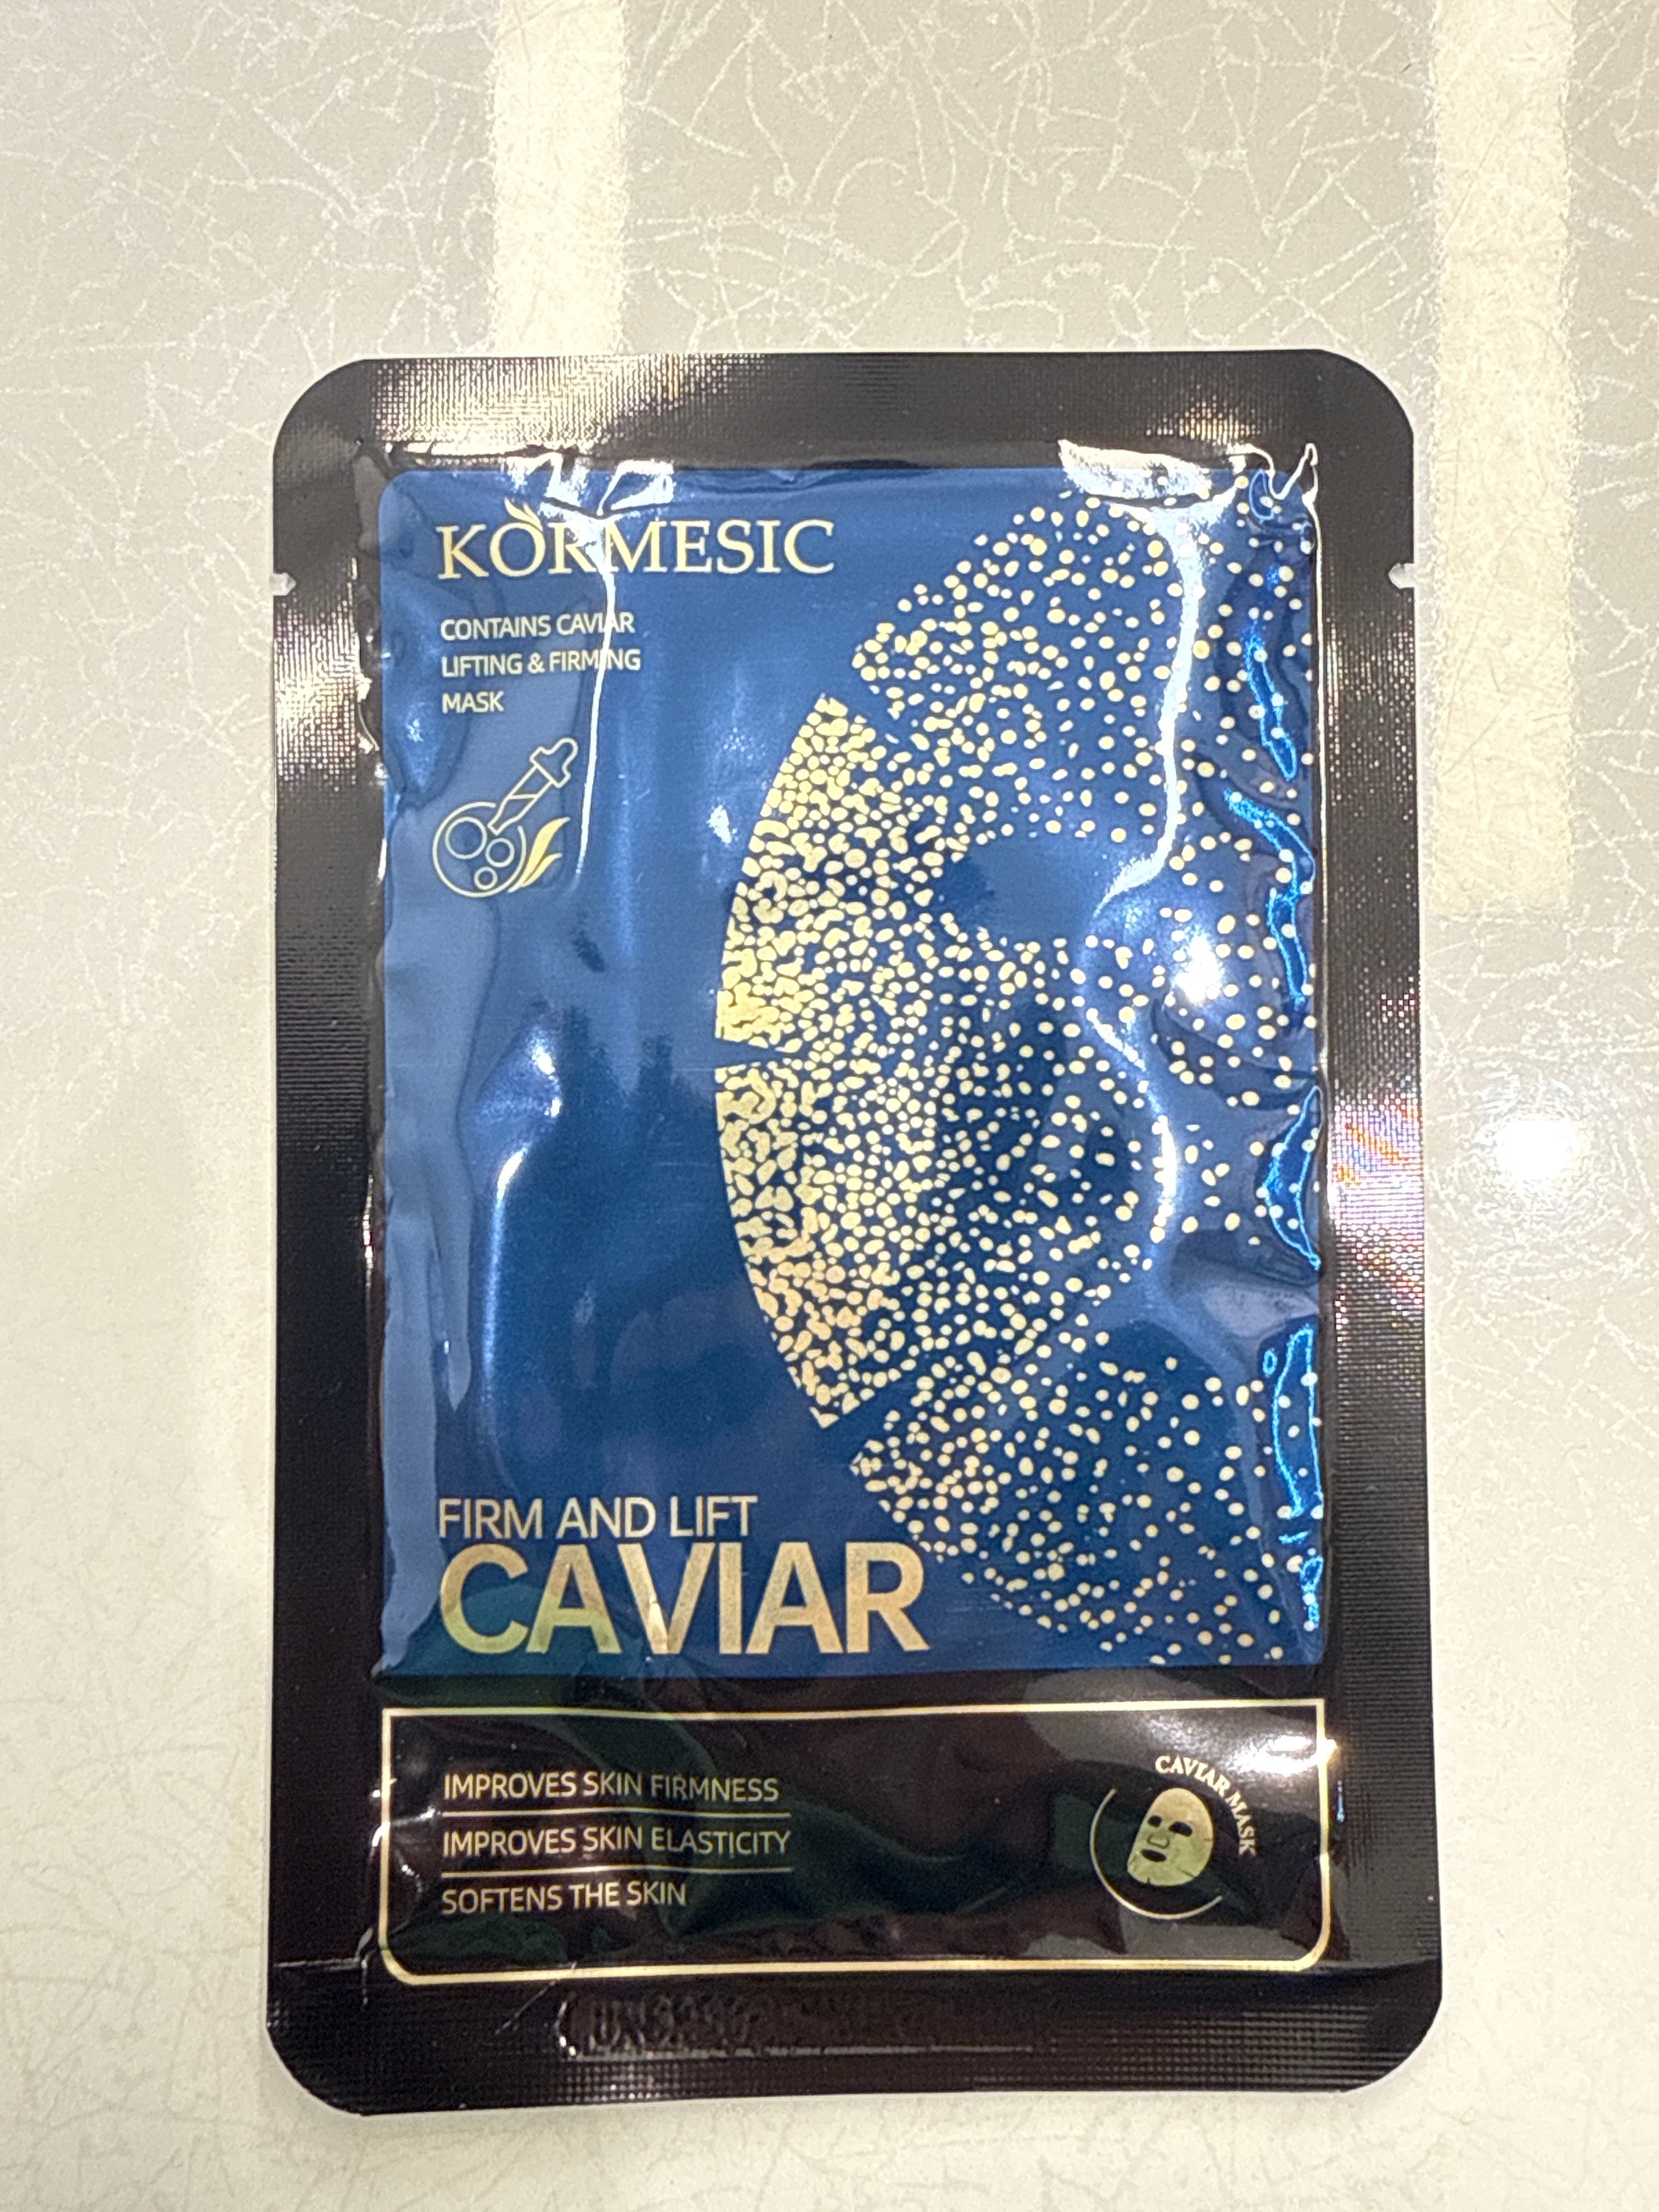 KORMESIC
CONTAINS CAVIAR
LIFTING & FIRMING
MASK
FIRM AND LIFT
CAVIAR
IMPROVES SKIN FIRMNESS
IMPROVES SKIN ELASTICITY
SOFTENS THE SKIN
CAVIAR MASK